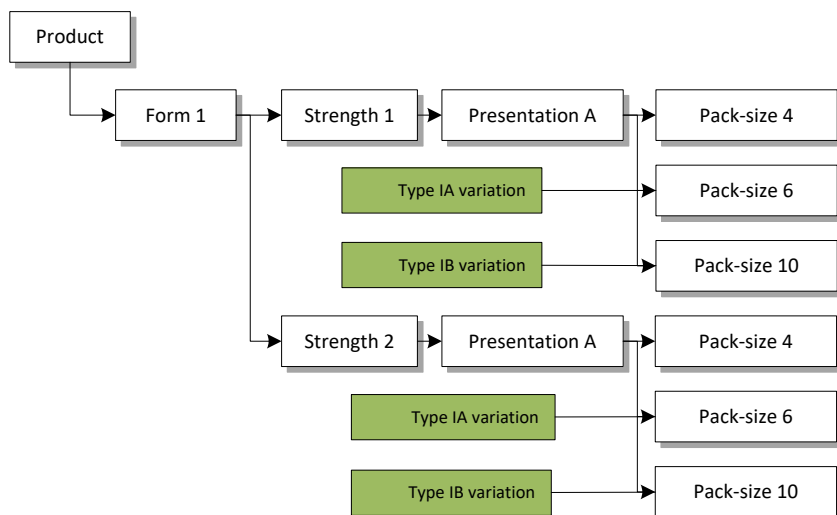 Product
Form 1
Strength 1
Presentation A
Pack-size 4
Type IA variation
Pack-size 6
Type IB variation
Pack-size 10
Strength 2
Presentation A
Pack-size 4
Type IA variation
Pack-size 6
Type IB variation
Pack-size 10